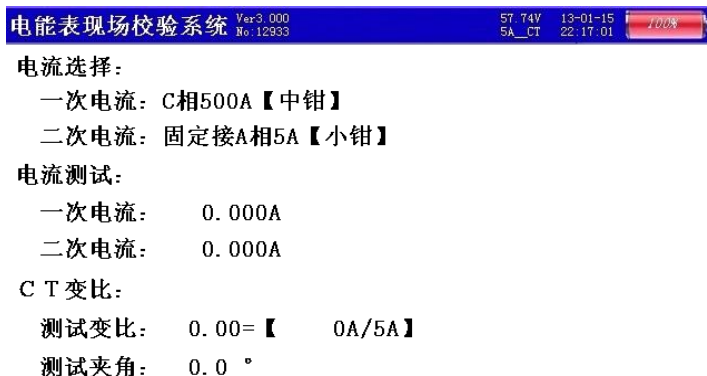 电能表现场校验系统 Ver3.000 57.74V 13-01-15 100%
No:12933 5A__CT 22:17:01
电流选择:
一次电流: C相500A【中钳】
二次电流: 固定接A相5A【小钳】
电流测试:
一次电流: 0.000A
二次电流: 0.000A
CT变比:
测试变比: 0.00=【 0A/5A】
测试夹角: 0.0 °